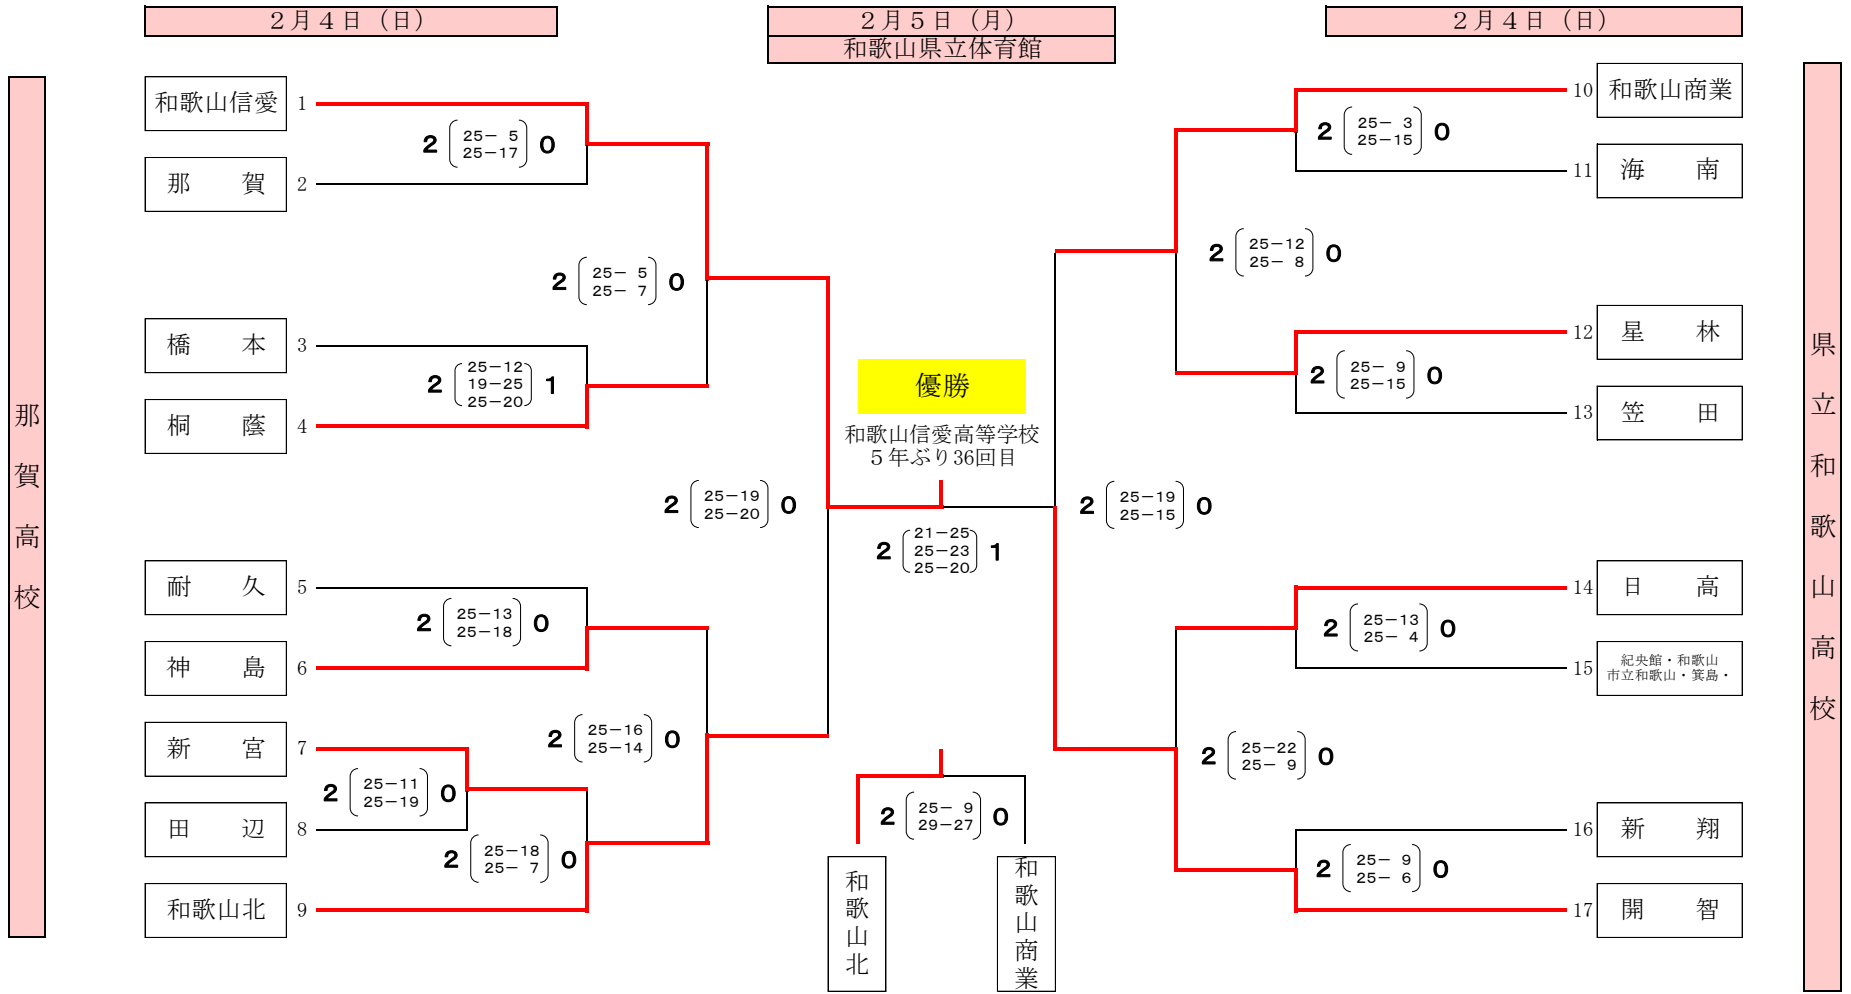 ２月４日（日）
２月５日（月）
和歌山県立体育館
２月４日（日）
那賀高校
和歌山信愛 1
2 25－ 5 0
25－17
那　　賀 2
2 25－ 5 0
25－ 7
橋　　本 3
2 25－12 1
19－25
25－20
桐　　蔭 4
2 25－19 0
25－20
耐　　久 5
2 25－13 0
25－18
神　　島 6
2 25－16 0
25－14
新　　宮 7
2 25－11 0
25－19
田　　辺 8
2 25－18 0
25－ 7
和歌山北 9
優勝
和歌山信愛高等学校
５年ぶり36回目
2 21－25 1
25－23
25－20
2 25－ 9 0
29－27
和歌山北
和歌山商業
10 和歌山商業
2 25－ 3 0
25－15
11 海　　南
2 25－12 0
25－ 8
12 星　　林
2 25－ 9 0
25－15
13 笠　　田
2 25－19 0
25－15
14 日　　高
2 25－13 0
25－ 4
15 紀央館・和歌山
市立和歌山・箕島・
2 25－22 0
25－ 9
16 新　　翔
2 25－ 9 0
25－ 6
17 開　　智
県立和歌山高校